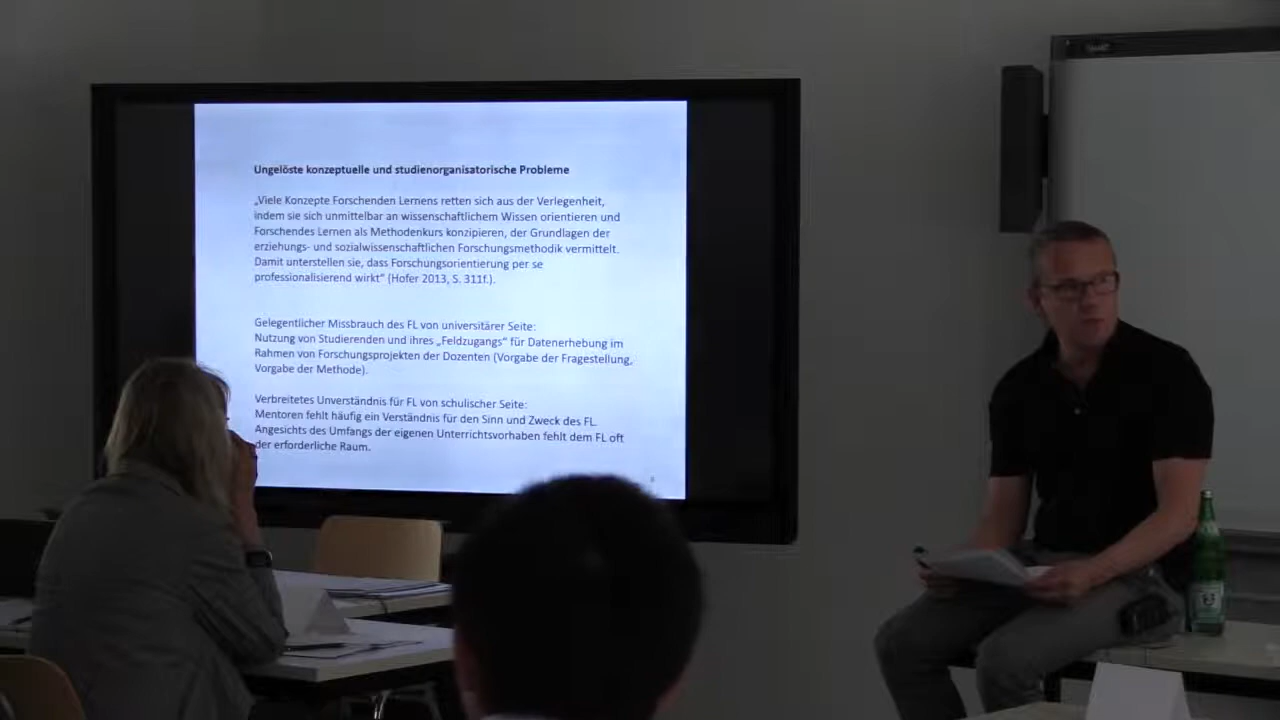 Ungelöste konzeptuelle und studienorganisatorische Probleme
„Viele Konzepte Forschenden Lernens retten sich aus der Verlegenheit,
indem sie sich unmittelbar an wissenschaftlichem Wissen orientieren und
Forschendes Lernen als Methodenkurs konzipieren, der Grundlagen der
erziehungs- und sozialwissenschaftlichen Forschungsmethodik vermittelt.
Damit unterstellen sie, dass Forschungsorientierung per se
professionalisierend wirkt“ (Hofer 2013, S. 311f.).
Gelegentlicher Missbrauch des FL von universitärer Seite:
Nutzung von Studierenden und ihres „Feldzugangs“ für Datenerhebung im
Rahmen von Forschungsprojekten der Dozenten (Vorgabe der Fragestellung,
Vorgabe der Methode).
Verbreitetes Unverständnis für FL von schulischer Seite:
Mentoren fehlt häufig ein Verständnis für den Sinn und Zweck des FL.
Angesichts des Umfangs der eigenen Unterrichtsvorhaben fehlt dem FL oft
der erforderliche Raum.